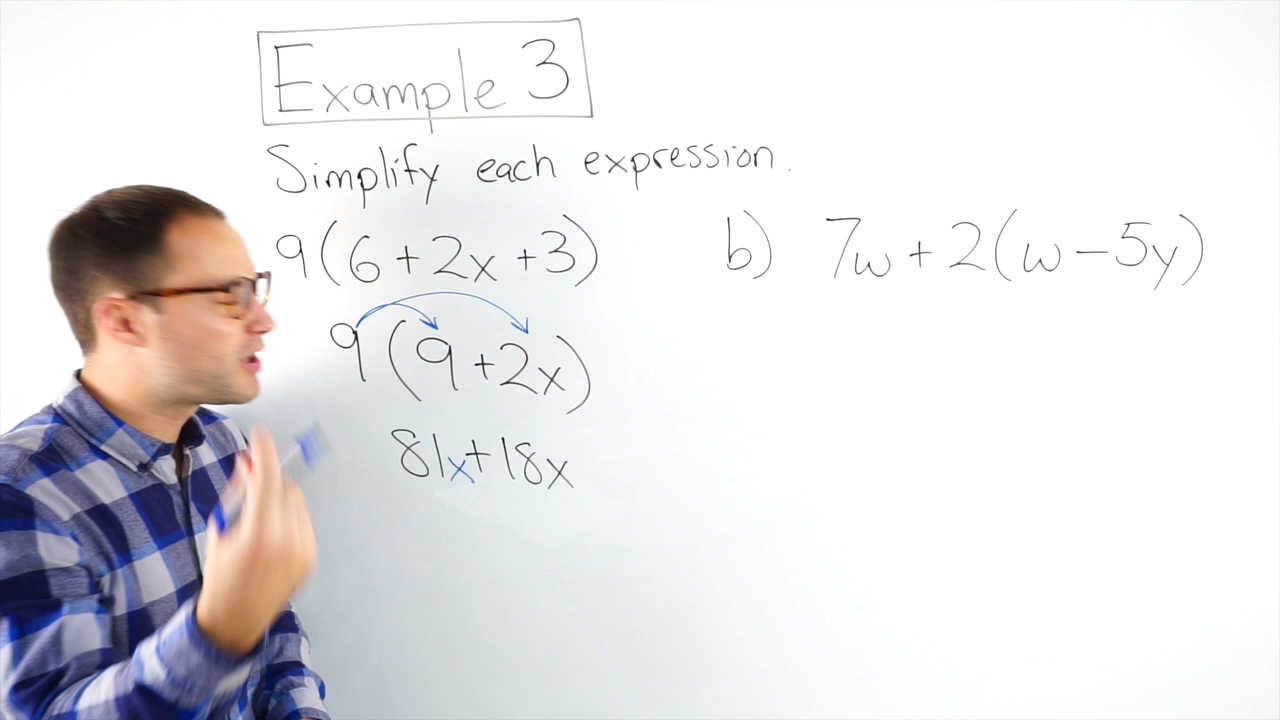 Example 3
Simplify each expression.
9(6+2x+3)
9(9+2x)
81x+18x
b) 7w+2(w-5y)